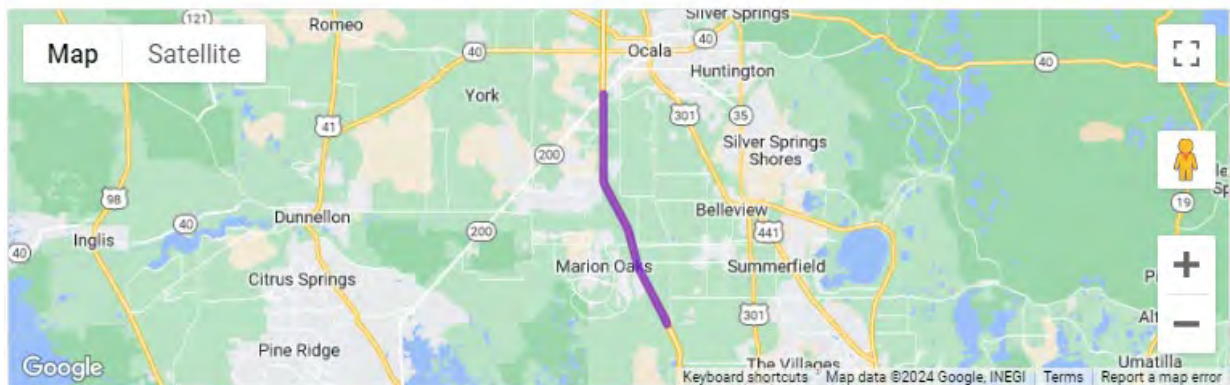 121
Romeo
Silver Springs
Map
Satellite
40
Ocala
40
Huntington
40
York
41
301
35
200
Silver Springs
Shores
98
40
Dunnellon
19
Inglis
40
200
Belleview
441
Marion Oaks
Summerfield
Citrus Springs
301
Pine Ridge
The Villages
Umatilla
Google
Keyboard shortcuts
Map data ©2024 Google, INEGI
Terms
Report a map error